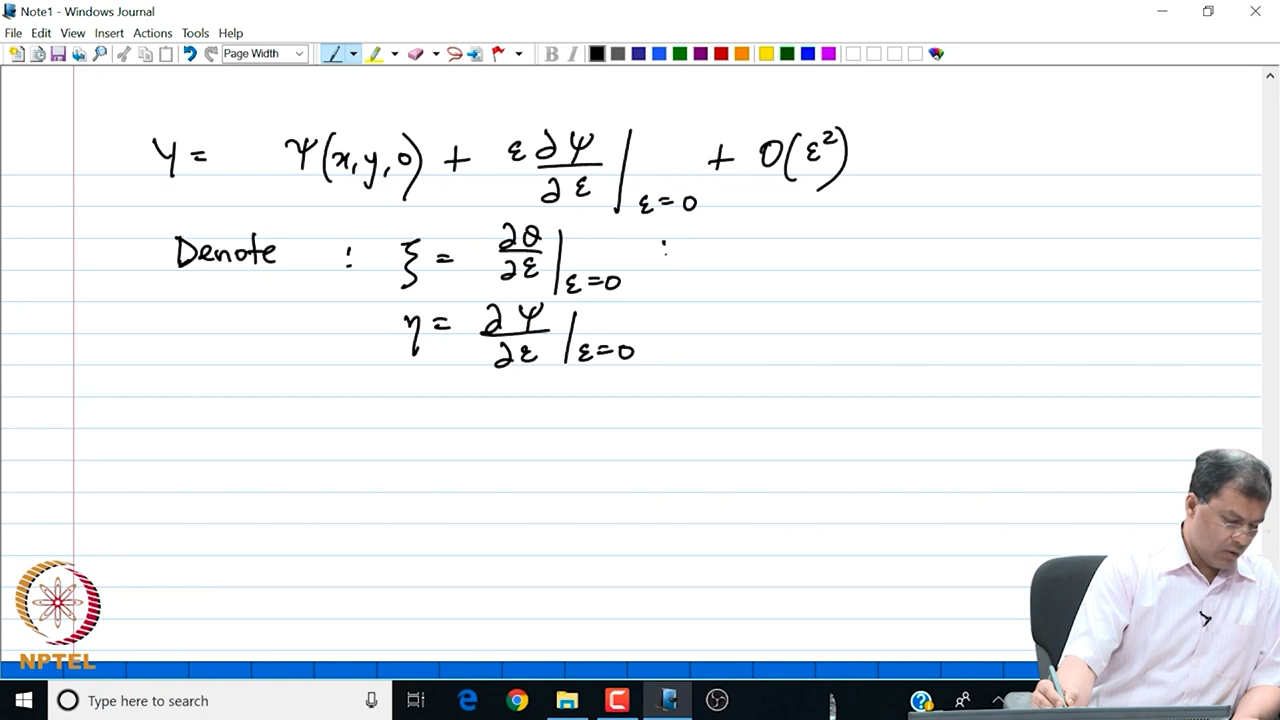 Note1 - Windows Journal
File Edit View Insert Actions Tools Help
Page Width
B I
Y = Ψ(x, y, 0) + ε ∂Ψ/∂ε |ε=0 + O(ε²)
Denote : ξ = ∂θ/∂ε |ε=0 :
η = ∂Ψ/∂ε |ε=0
NPTEL
Type here to search